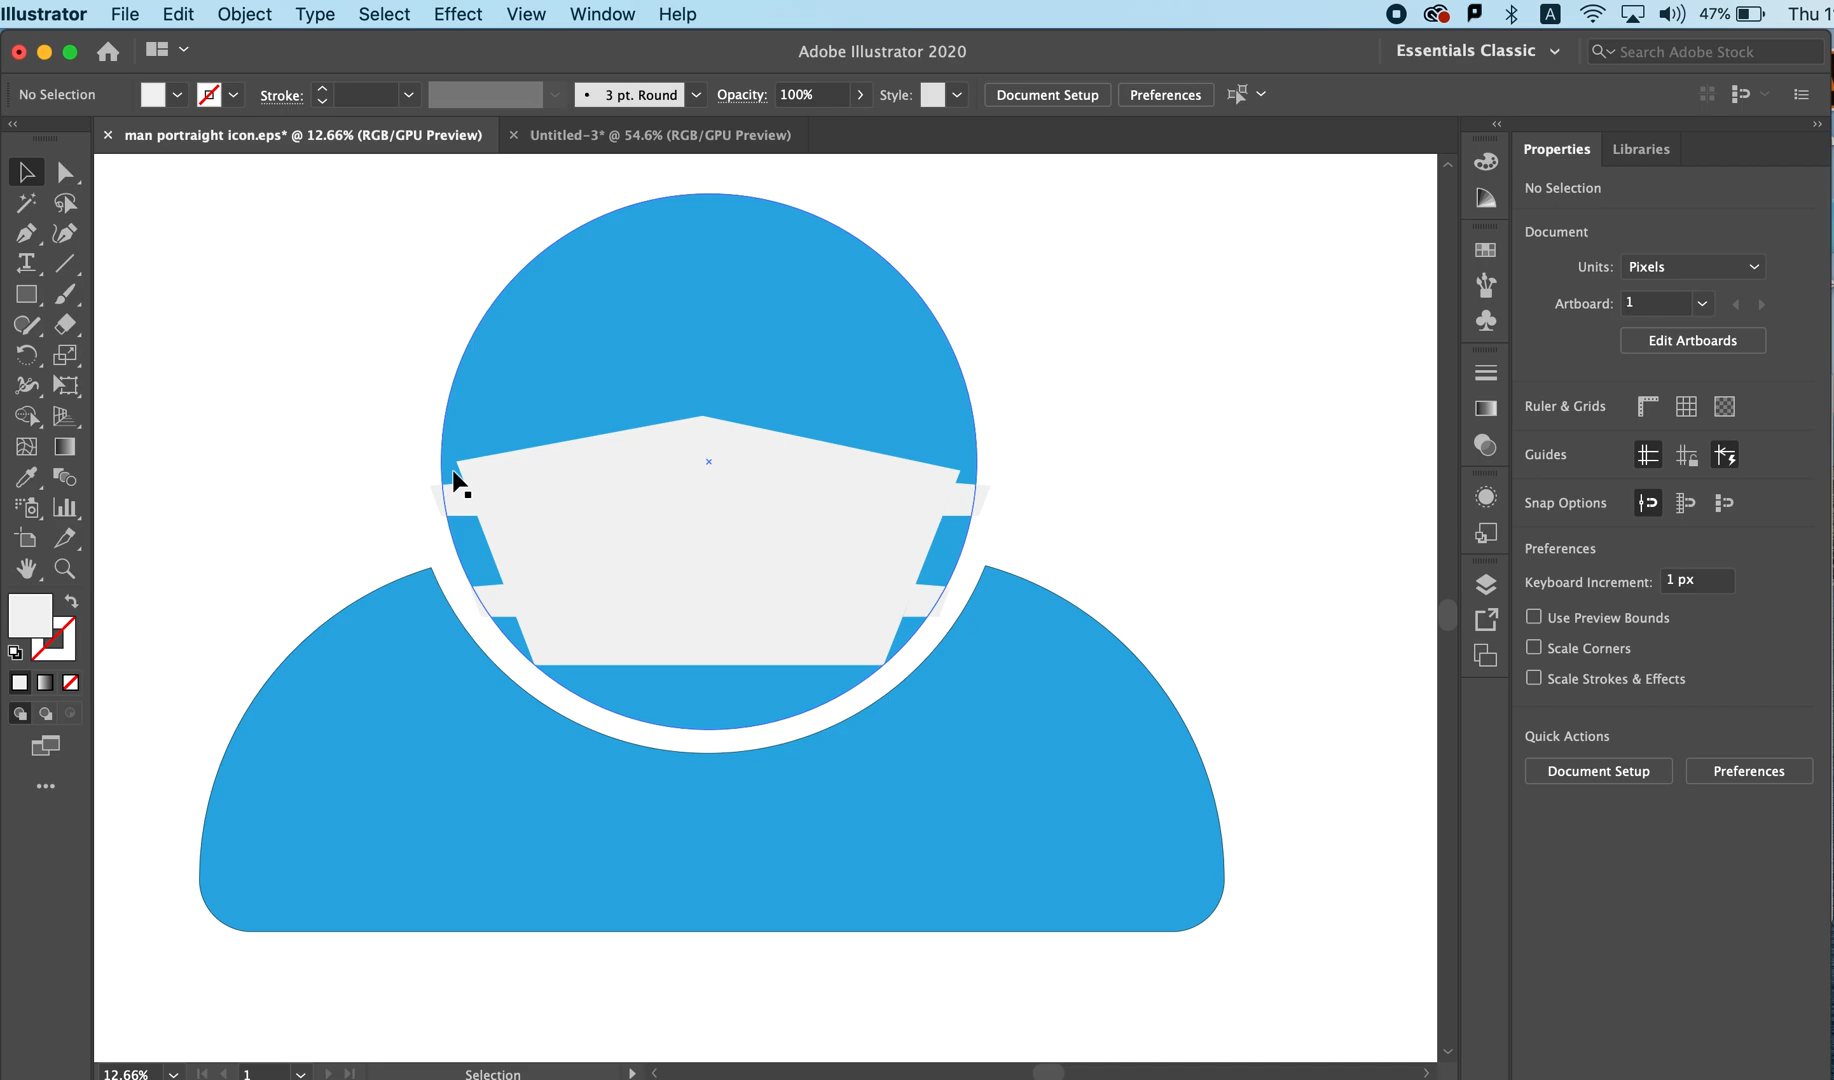 Illustrator File Edit Object Type Select Effect View Window Help A 47% Thu 1
Adobe Illustrator 2020 Essentials Classic Search Adobe Stock
No Selection Stroke: 3 pt. Round Opacity: 100% Style: Document Setup Preferences
man portraight icon.eps* @ 12.66% (RGB/GPU Preview) Untitled-3* @ 54.6% (RGB/GPU Preview)
Properties Libraries
No Selection
Document
Units: Pixels
Artboard: 1
Edit Artboards
Ruler & Grids
Guides
Snap Options
Preferences
Keyboard Increment: 1 px
Use Preview Bounds
Scale Corners
Scale Strokes & Effects
Quick Actions
Document Setup Preferences
12.66% 1 Selection